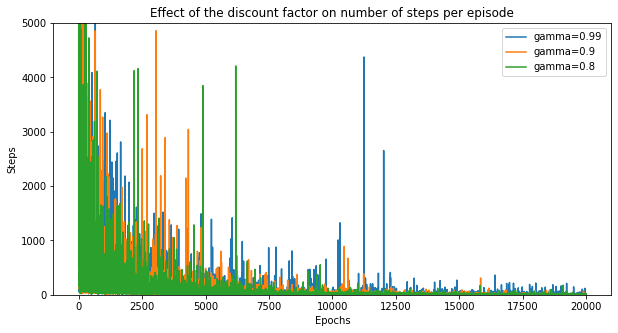 Effect of the discount factor on number of steps per episode
gamma=0.99
gamma=0.9
gamma=0.8
Steps
5000
4000
3000
2000
1000
0
0 2500 5000 7500 10000 12500 15000 17500 20000
Epochs